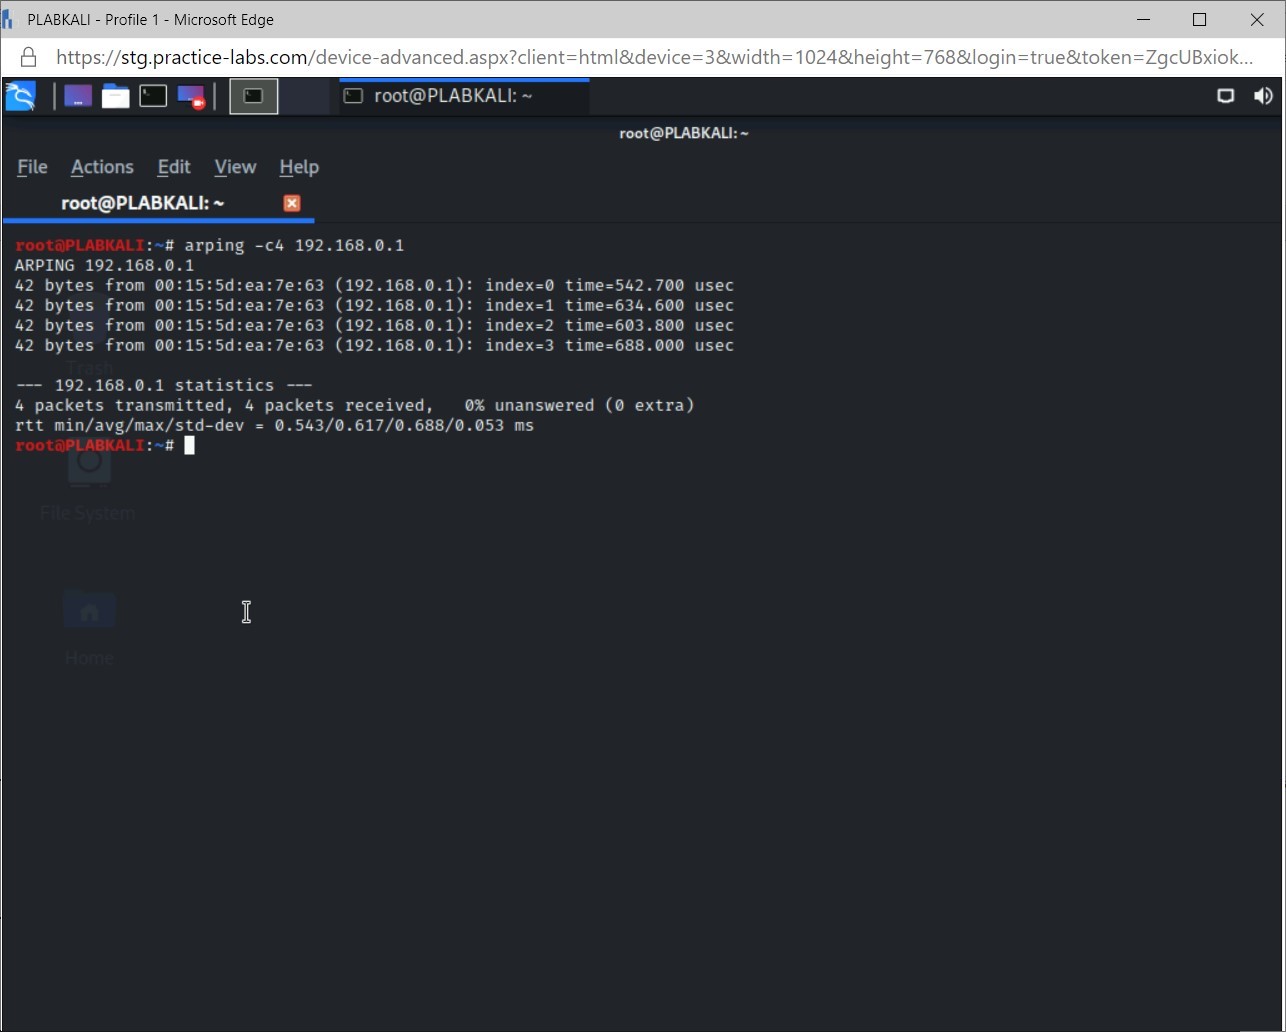 PLABKALI - Profile 1 - Microsoft Edge
https://stg.practice-labs.com/device-advanced.aspx?client=html&device=3&width=1024&height=768&login=true&token=ZgcUBxiok...
root@PLABKALI: ~
root@PLABKALI: ~
File Actions Edit View Help
root@PLABKALI: ~
root@PLABKALI:~# arping -c4 192.168.0.1
ARPING 192.168.0.1
42 bytes from 00:15:5d:ea:7e:63 (192.168.0.1): index=0 time=542.700 usec
42 bytes from 00:15:5d:ea:7e:63 (192.168.0.1): index=1 time=634.600 usec
42 bytes from 00:15:5d:ea:7e:63 (192.168.0.1): index=2 time=603.800 usec
42 bytes from 00:15:5d:ea:7e:63 (192.168.0.1): index=3 time=688.000 usec
Trash
--- 192.168.0.1 statistics ---
4 packets transmitted, 4 packets received,   0% unanswered (0 extra)
rtt min/avg/max/std-dev = 0.543/0.617/0.688/0.053 ms
root@PLABKALI:~#
File System
Home